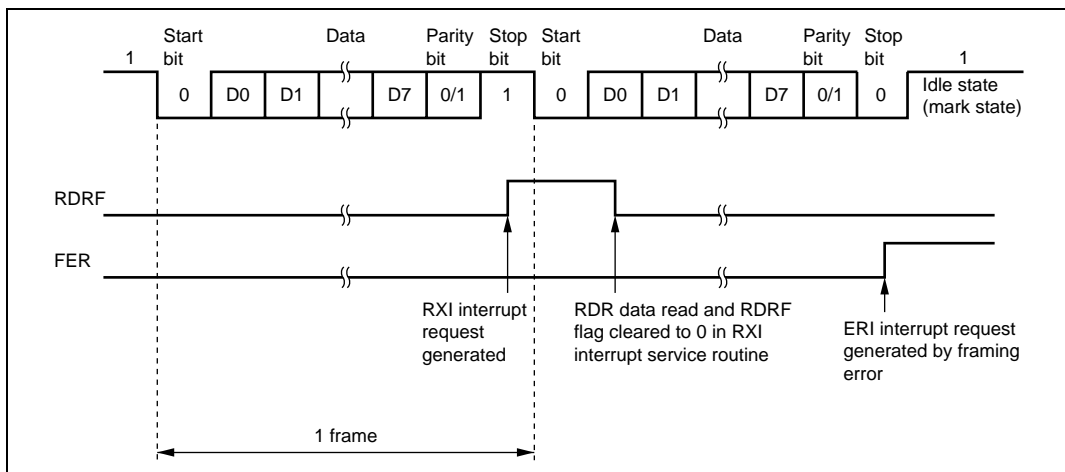 Start bit Data Parity bit Stop bit Start bit Data Parity bit Stop bit
1 1
0 D0 D1 D7 0/1 1 0 D0 D1 D7 0/1 0 Idle state (mark state)
RDRF
FER
RXI interrupt
request
generated
RDR data read and RDRF
flag cleared to 0 in RXI
interrupt service routine
ERI interrupt request
generated by framing
error
1 frame